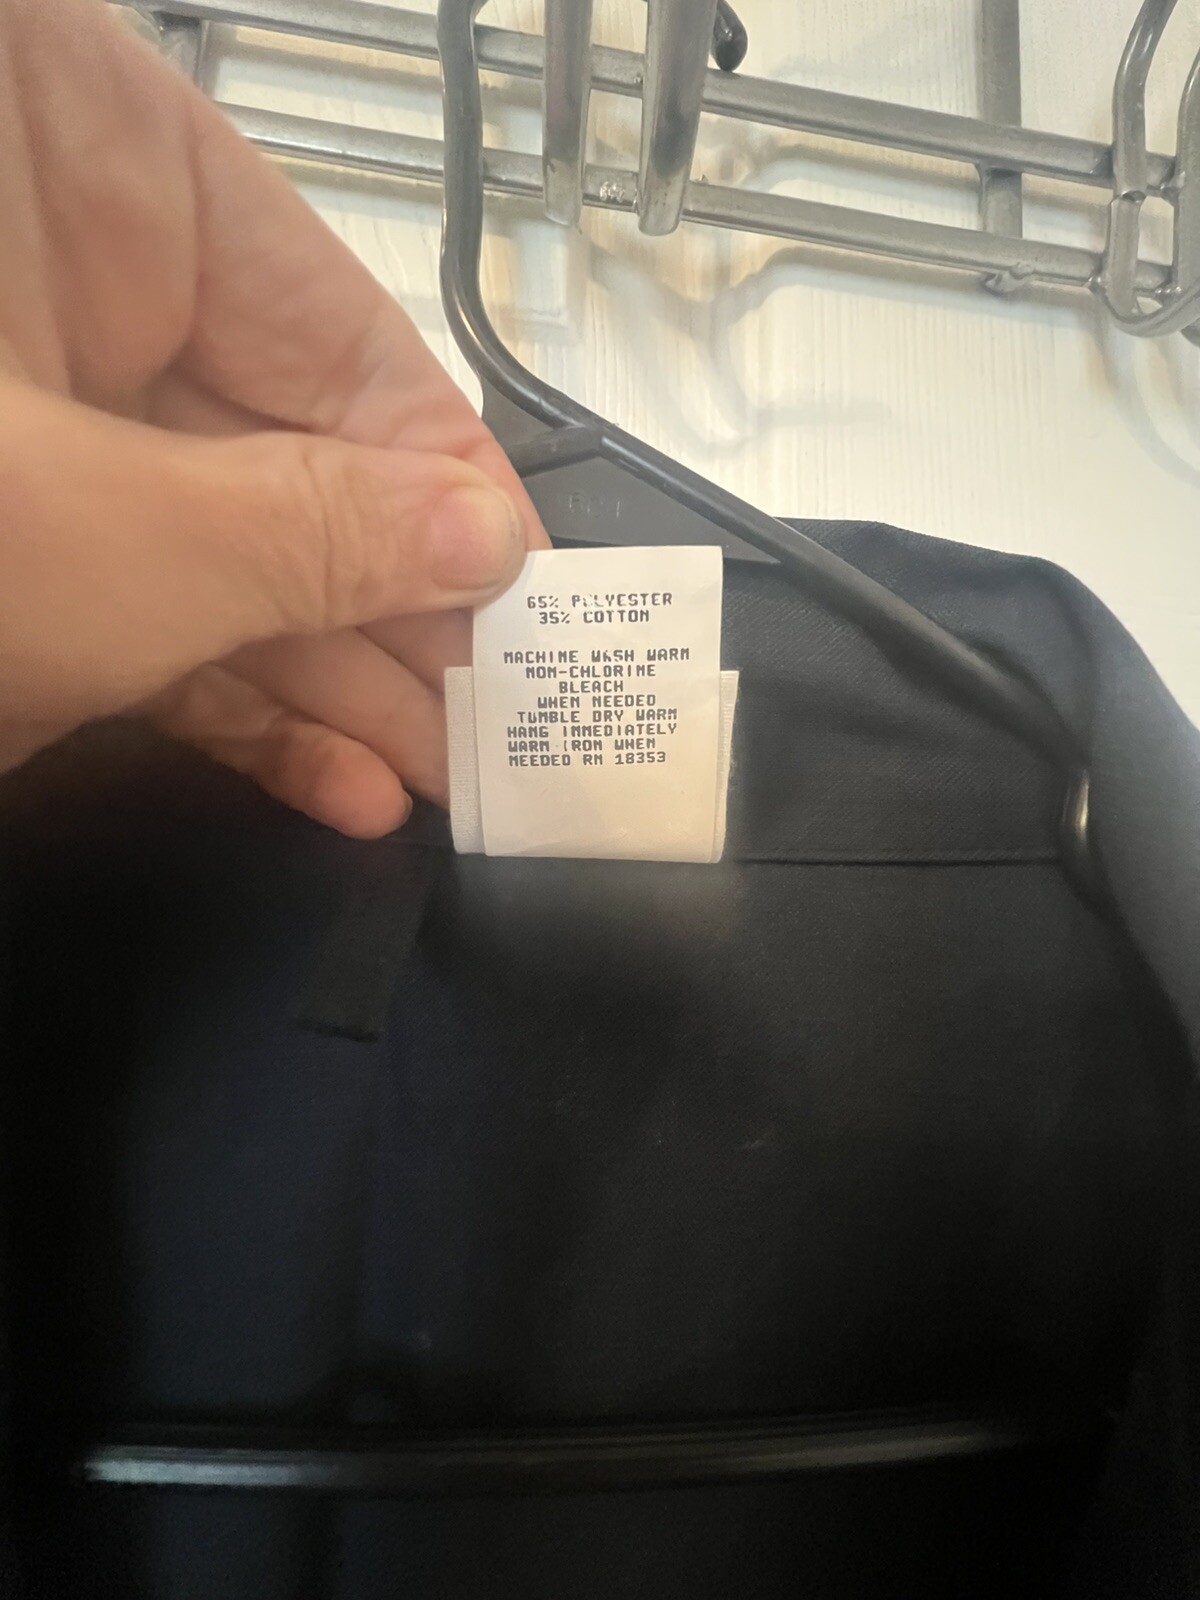 65% POLYESTER
35% COTTON
MACHINE WASH WARM
NON-CHLORINE
BLEACH
WHEN NEEDED
TUMBLE DRY WARM
HANG IMMEDIATELY
WARM IRON WHEN
NEEDED RN 18353